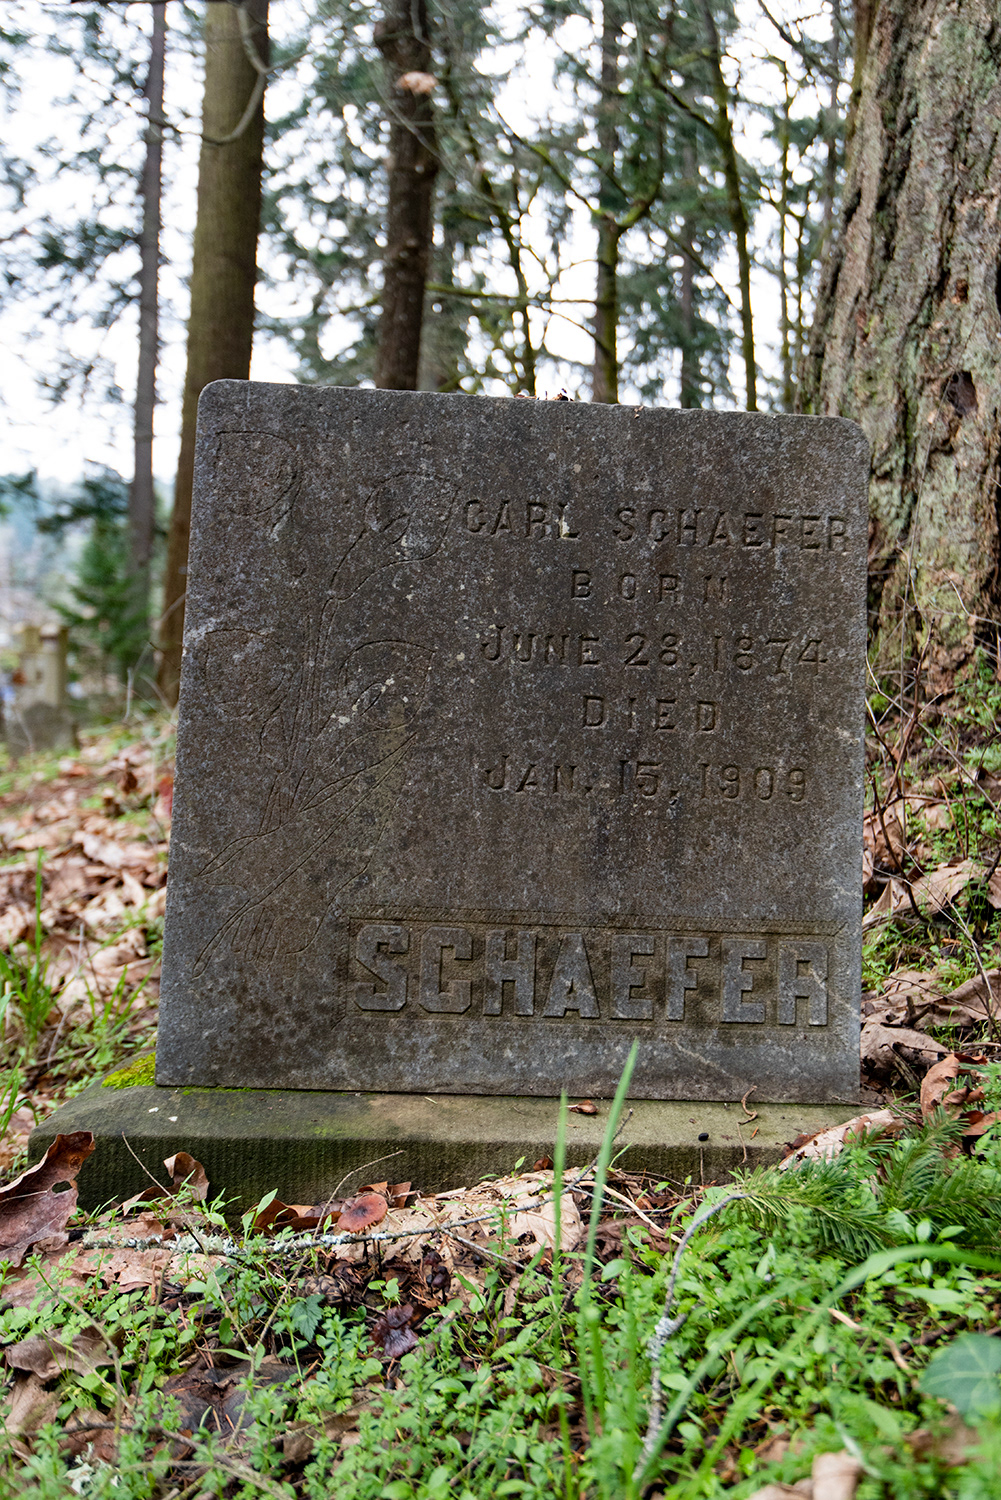 CARL SCHAEFER
BORN
JUNE 28, 1874
DIED
JAN. 15, 1909
SCHAEFER